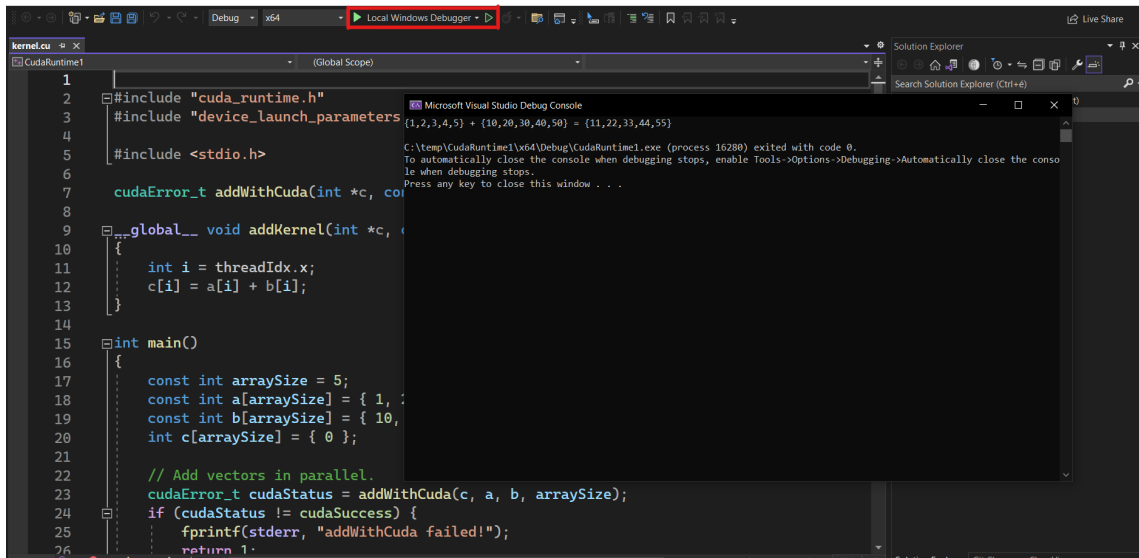 Debug x64 Local Windows Debugger Live Share
kernel.cu Solution Explorer
CudaRuntime1 (Global Scope)
Search Solution Explorer (Ctrl+é)
1
2 #include "cuda_runtime.h"
3 #include "device_launch_parameters
4
5 #include <stdio.h>
6
7 cudaError_t addWithCuda(int *c, con
8
9 __global__ void addKernel(int *c,
10 {
11 int i = threadIdx.x;
12 c[i] = a[i] + b[i];
13 }
14
15 int main()
16 {
17 const int arraySize = 5;
18 const int a[arraySize] = { 1,
19 const int b[arraySize] = { 10,
20 int c[arraySize] = { 0 };
21
22 // Add vectors in parallel.
23 cudaError_t cudaStatus = addWithCuda(c, a, b, arraySize);
24 if (cudaStatus != cudaSuccess) {
25 fprintf(stderr, "addWithCuda failed!");
26 return 1;
Microsoft Visual Studio Debug Console
{1,2,3,4,5} + {10,20,30,40,50} = {11,22,33,44,55}
C:\temp\CudaRuntime1\x64\Debug\CudaRuntime1.exe (process 16280) exited with code 0.
To automatically close the console when debugging stops, enable Tools->Options->Debugging->Automatically close the conso
le when debugging stops.
Press any key to close this window . . .